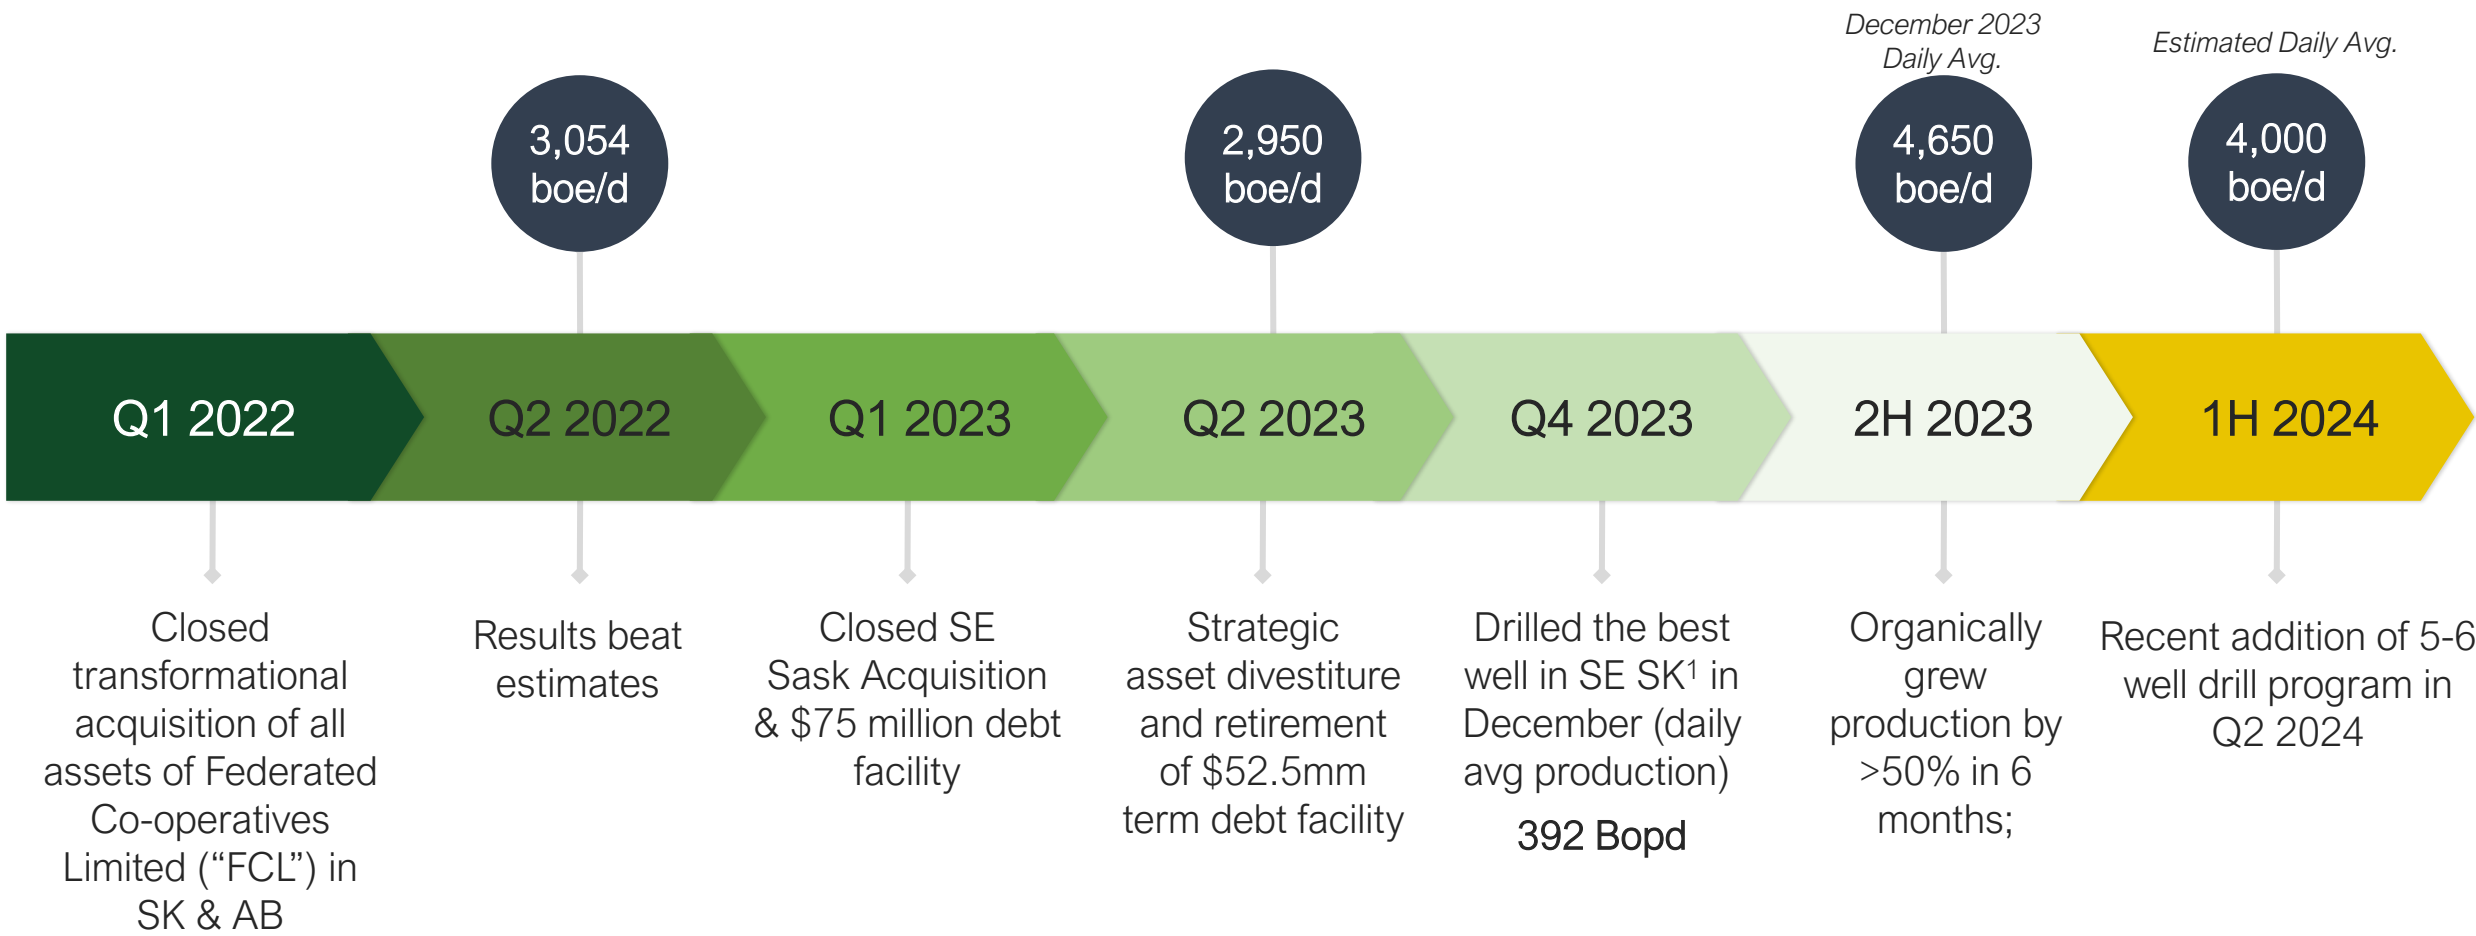 December 2023
Daily Avg.
Estimated Daily Avg.
3,054
boe/d
2,950
boe/d
4,650
boe/d
4,000
boe/d
Q1 2022
Q2 2022
Q1 2023
Q2 2023
Q4 2023
2H 2023
1H 2024
Closed
transformational
acquisition of all
assets of Federated
Co-operatives
Limited (“FCL”) in
SK & AB
Results beat
estimates
Closed SE
Sask Acquisition
& $75 million debt
facility
Strategic
asset divestiture
and retirement
of $52.5mm
term debt facility
Drilled the best
well in SE SK¹ in
December (daily
avg production)
392 Bopd
Organically
grew
production by
>50% in 6
months;
Recent addition of 5-6
well drill program in
Q2 2024